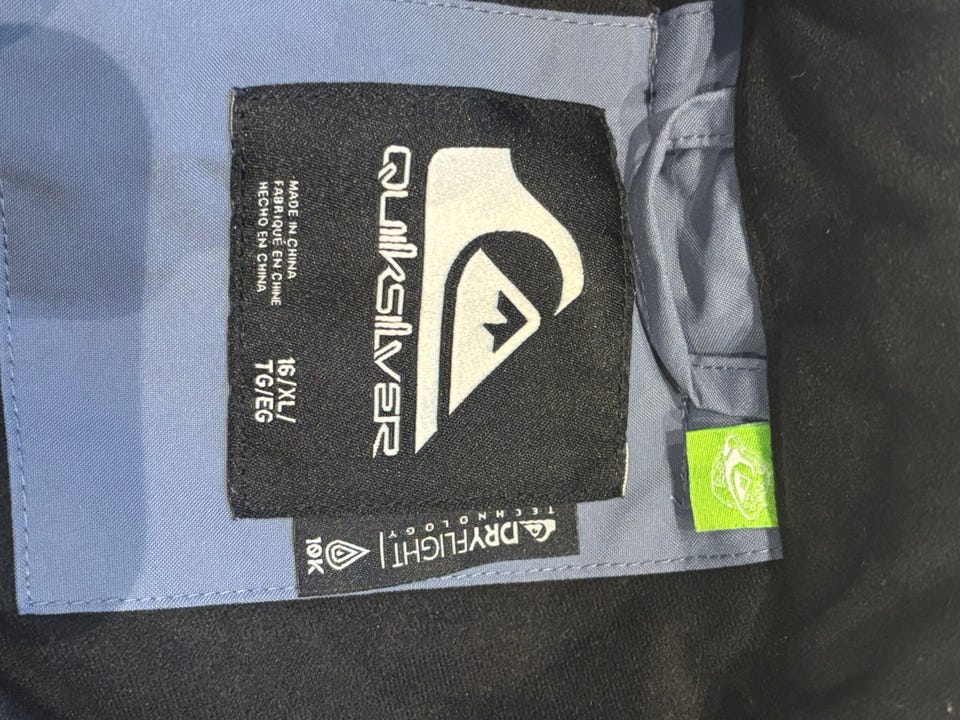 QUIKSILVER
MADE IN CHINA
FABRIQUÉ EN CHINE
HECHO EN CHINA
16/XL/
TG/EG
DRYFLIGHT
TECHNOLOGY
10K